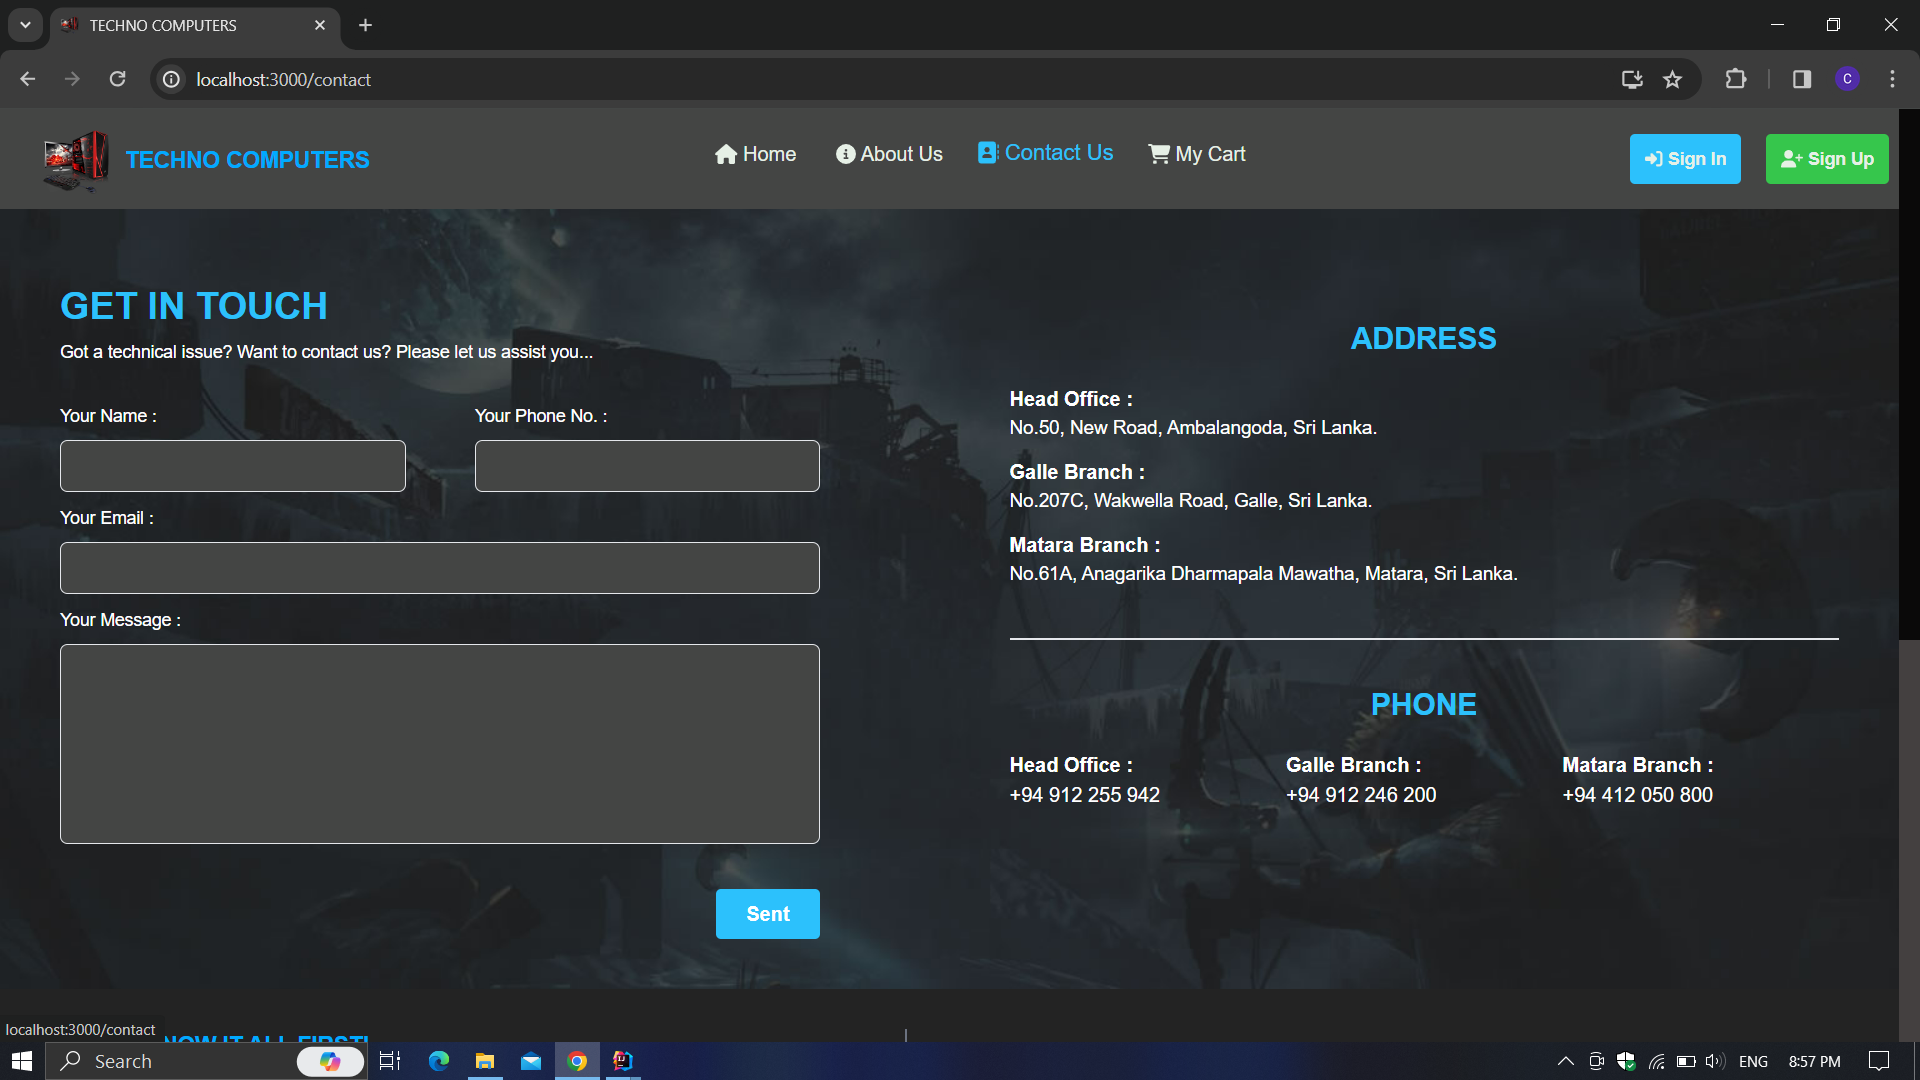 TECHNO COMPUTERS
localhost:3000/contact
C
TECHNO COMPUTERS
Home
About Us
Contact Us
My Cart
Sign In
Sign Up
GET IN TOUCH
Got a technical issue? Want to contact us? Please let us assist you...
Your Name :
Your Phone No. :
Your Email :
Your Message :
Sent
ADDRESS
Head Office :
No.50, New Road, Ambalangoda, Sri Lanka.
Galle Branch :
No.207C, Wakwella Road, Galle, Sri Lanka.
Matara Branch :
No.61A, Anagarika Dharmapala Mawatha, Matara, Sri Lanka.
PHONE
Head Office :
+94 912 255 942
Galle Branch :
+94 912 246 200
Matara Branch :
+94 412 050 800
localhost:3000/contact
NOW IT ALL FIRST!
Search
ENG
8:57 PM